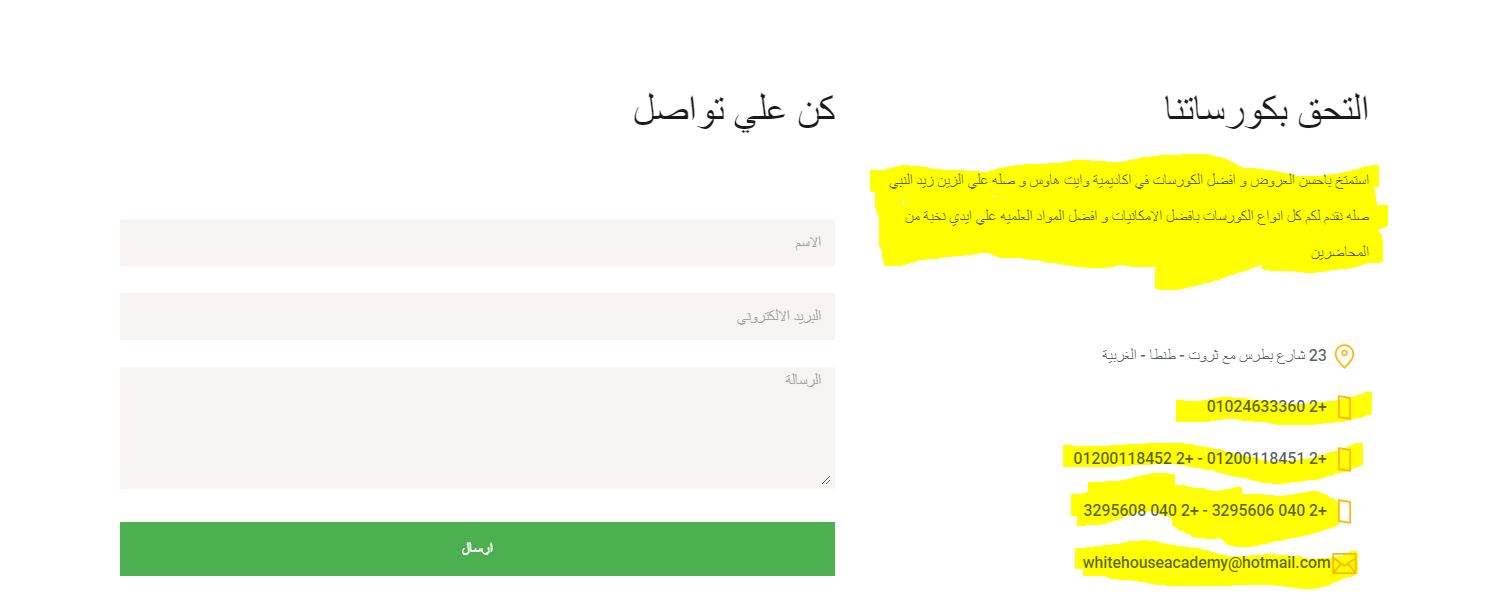 التحق بكورساتنا
استمتخ باحسن العروض و افضل الكورسات في اكاديمية وايت هاوس و صله علي الزين زيد النبي
صله نقدم لكم كل انواع الكورسات بافضل الامكانيات و افضل المواد العلميه علي ايدي نخبة من
المحاضرين
23 شارع بطرس مع ثروت - طنطا - الغربية
+2 01024633360
+2 01200118451 - +2 01200118452
+2 040 3295606 - +2 040 3295608
whitehouseacademy@hotmail.com
كن علي تواصل
الاسم
البريد الالكتروني
الرسالة
ارسال